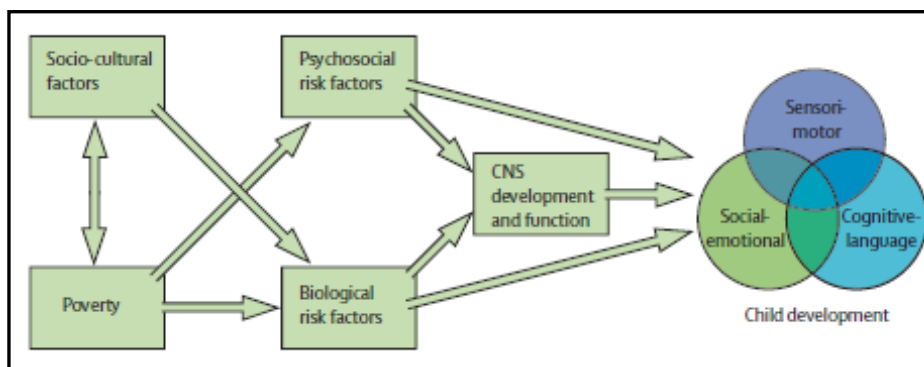 Socio-cultural
factors
Psychosocial
risk factors
Sensori-
motor
CNS
development
and function
Social-
emotional
Cognitive-
language
Poverty
Biological
risk factors
Child development